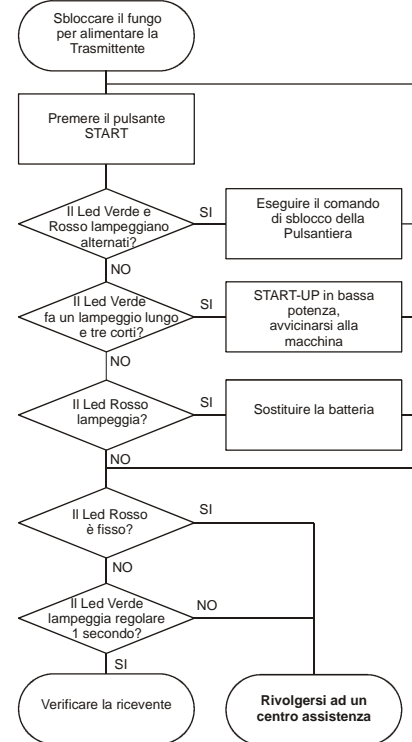 Sbloccare il fungo
per alimentare la
Trasmittente
Premere il pulsante
START
Il Led Verde e
Rosso lampeggiano
alternati?
SI
Eseguire il comando
di sblocco della
Pulsantiera
NO
Il Led Verde
fa un lampeggio lungo
e tre corti?
SI
START-UP in bassa
potenza,
avvicinarsi alla
macchina
NO
Il Led Rosso
lampeggia?
SI
Sostituire la batteria
NO
Il Led Rosso
è fisso?
SI
NO
Il Led Verde
lampeggia regolare
1 secondo?
NO
SI
Verificare la ricevente
Rivolgersi ad un
centro assistenza